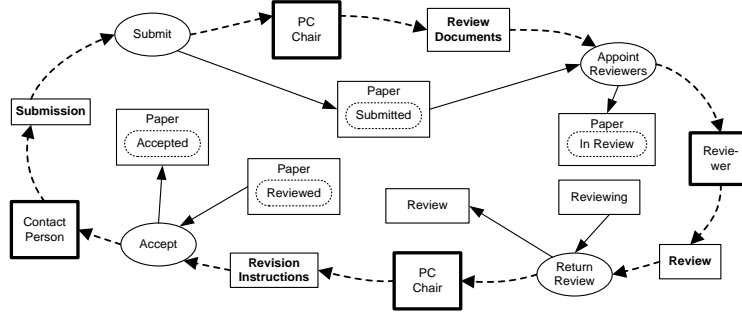 Submit
PC
Chair
Review
Documents
Appoint
Reviewers
Submission
Paper
Submitted
Paper
Accepted
Paper
In Review
Paper
Reviewed
Revie-
wer
Contact
Person
Review
Reviewing
Accept
Revision
Instructions
PC
Chair
Return
Review
Review